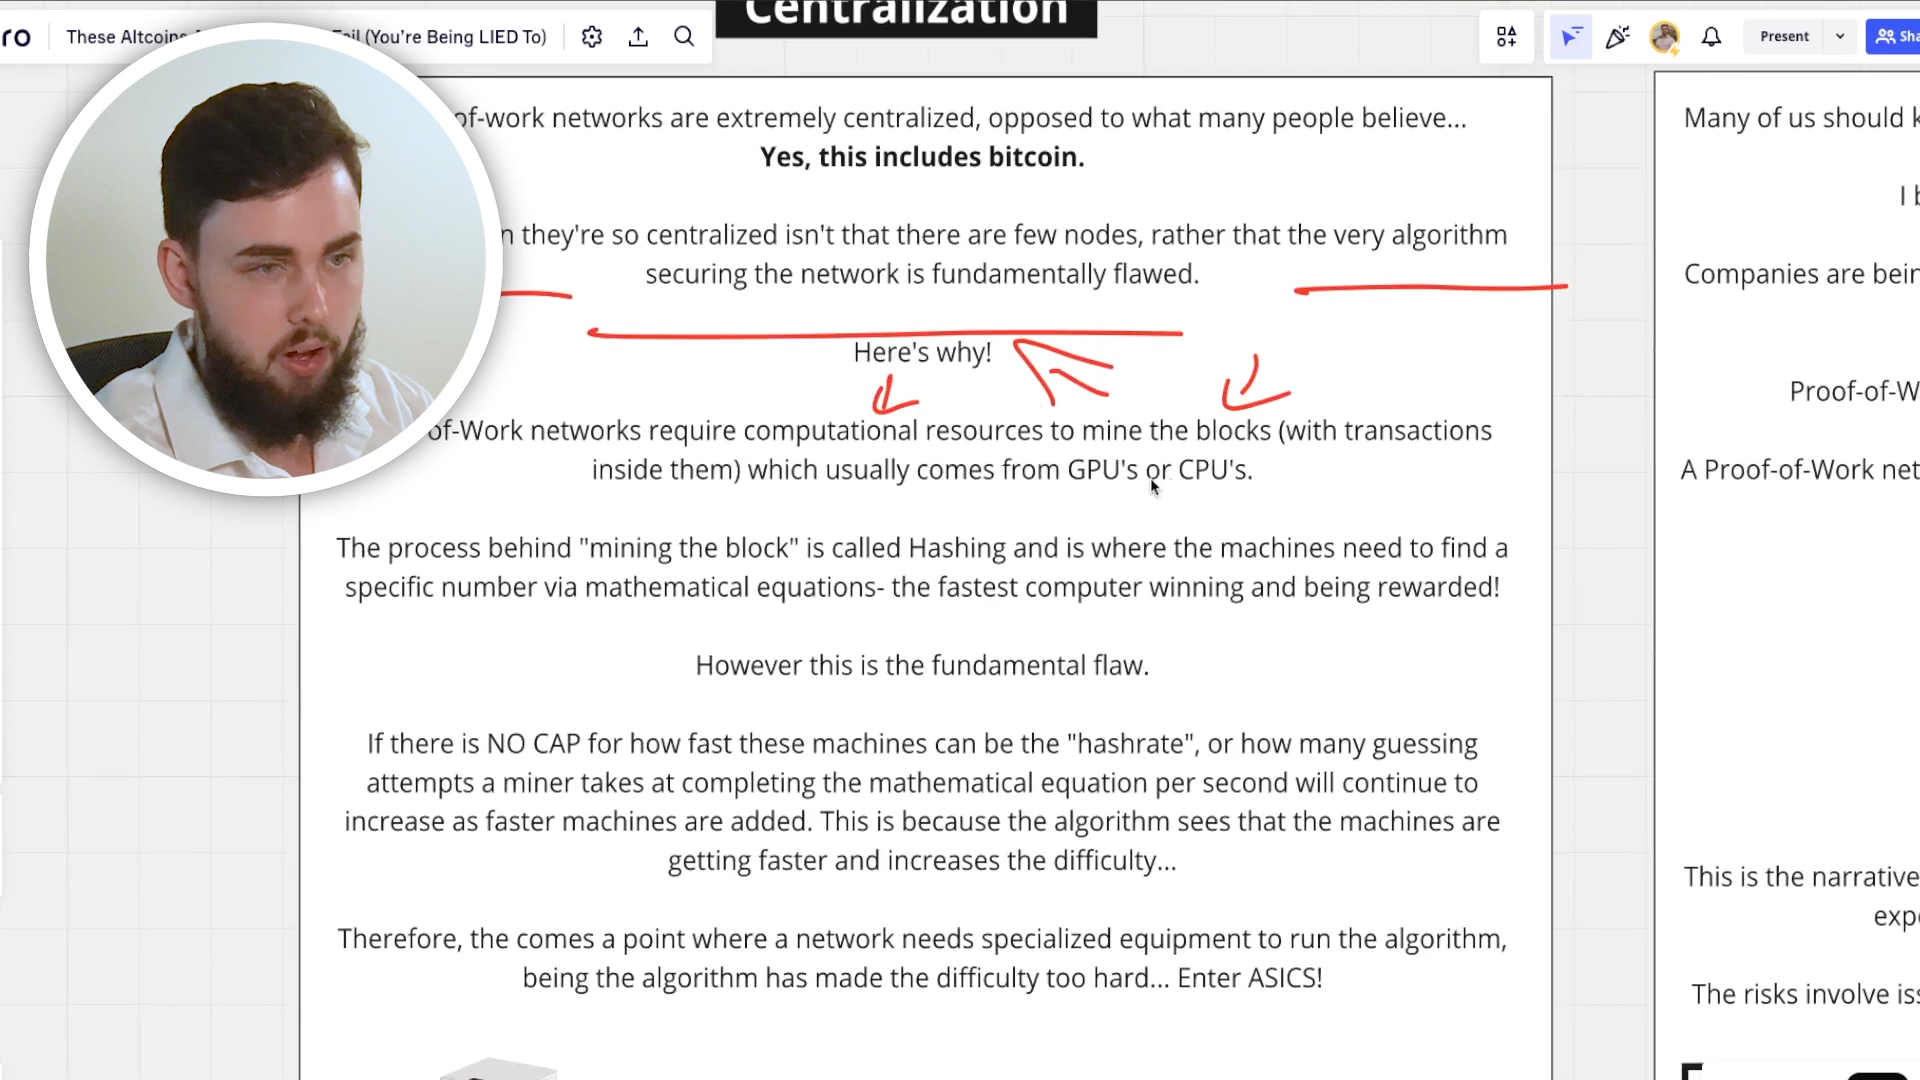 Centralization
ro These Altcoins Fail (You're Being LIED To) Present Sha
of-work networks are extremely centralized, opposed to what many people believe...
Yes, this includes bitcoin.
they're so centralized isn't that there are few nodes, rather that the very algorithm
securing the network is fundamentally flawed.
Here's why!
of-Work networks require computational resources to mine the blocks (with transactions
inside them) which usually comes from GPU's or CPU's.
The process behind "mining the block" is called Hashing and is where the machines need to find a
specific number via mathematical equations- the fastest computer winning and being rewarded!
However this is the fundamental flaw.
If there is NO CAP for how fast these machines can be the "hashrate", or how many guessing
attempts a miner takes at completing the mathematical equation per second will continue to
increase as faster machines are added. This is because the algorithm sees that the machines are
getting faster and increases the difficulty...
Therefore, the comes a point where a network needs specialized equipment to run the algorithm,
being the algorithm has made the difficulty too hard... Enter ASICS!
Many of us should k
I b
Companies are bein
Proof-of-W
A Proof-of-Work net
This is the narrative
expe
The risks involve iss